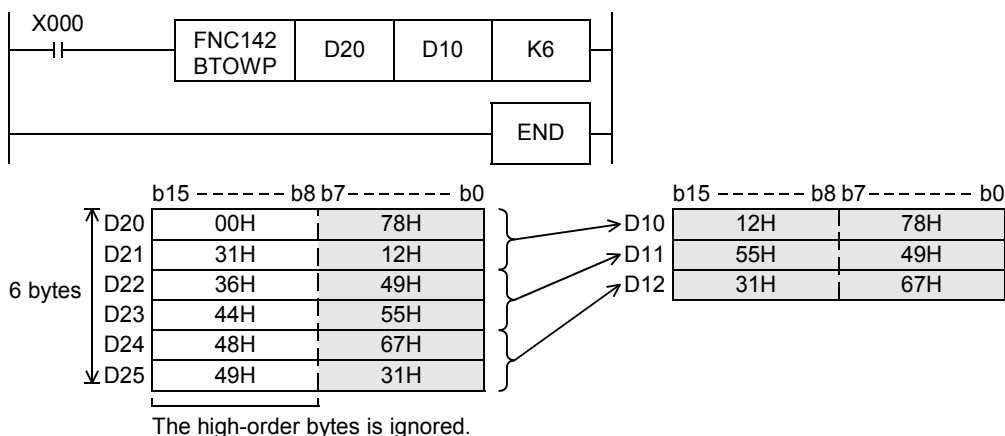 X000
FNC142 BTOWP D20 D10 K6
END
b15 ------ b8 b7------- b0
b15 ------ b8 b7------- b0
6 bytes
D20 00H 78H
D21 31H 12H
D22 36H 49H
D23 44H 55H
D24 48H 67H
D25 49H 31H
D10 12H 78H
D11 55H 49H
D12 31H 67H
The high-order bytes is ignored.